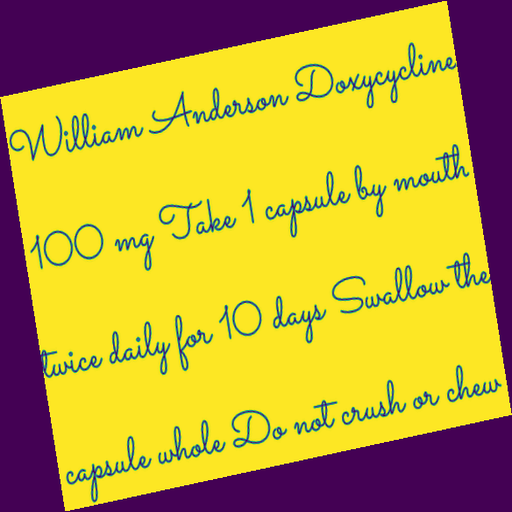 William Anderson Doxycycline
100 mg Take 1 capsule by mouth
twice daily for 10 days Swallow the
capsule whole Do not crush or chew